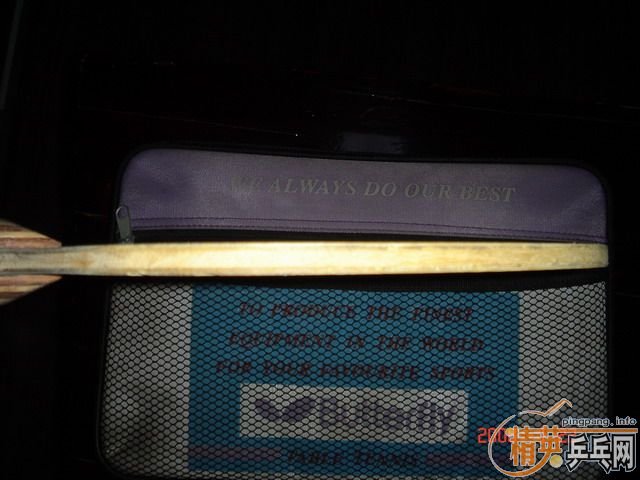 WE ALWAYS DO OUR BEST
TO PRODUCE THE FINEST
EQUIPMENT IN THE WORLD
FOR YOUR FAVOURITE SPORTS
Butterfly
TABLE TENNIS
pingpang.info
精英乒乓网